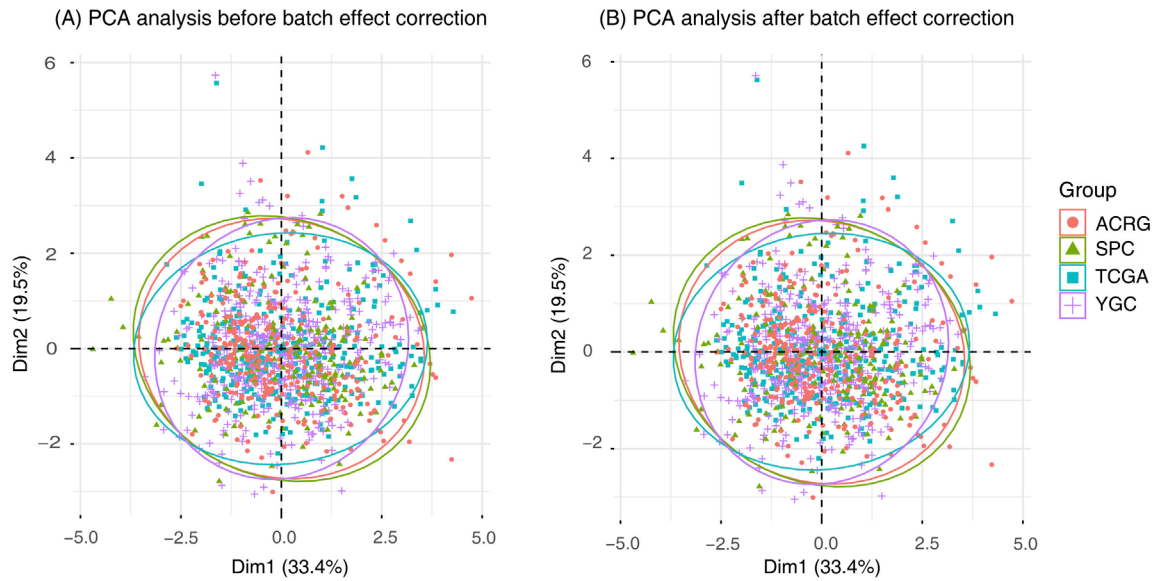 (A) PCA analysis before batch effect correction
6
4
2
0
−2
Dim2 (19.5%)
−5.0
−2.5
0.0
2.5
5.0
Dim1 (33.4%)
(B) PCA analysis after batch effect correction
6
4
2
0
−2
Dim2 (19.5%)
−5.0
−2.5
0.0
2.5
5.0
Dim1 (33.4%)
Group
ACRG
SPC
TCGA
YGC